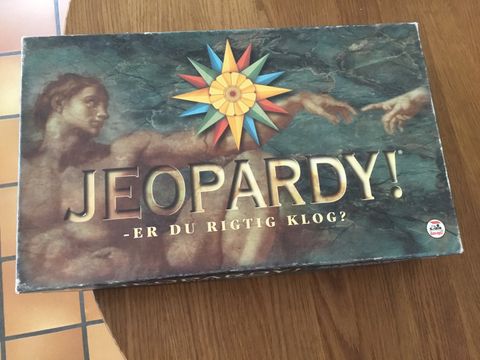 JEOPARDY!
- ER DU RIGTIG KLOG?